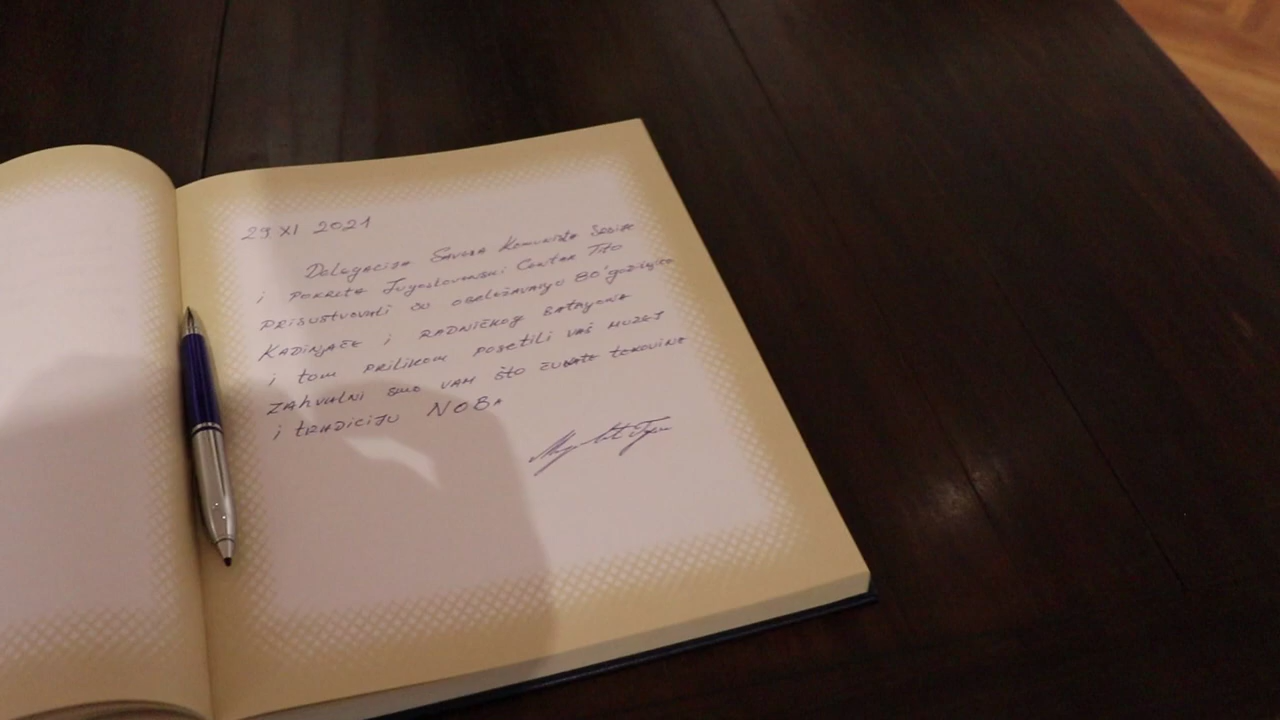 29 XI 2021
Delegacija Saveza Komunista Srbije
i pokreta Jugoslovenski Centar Tito
prisustvovali su obeležavanju 80' godišnjice
Kadinjače i Radničkog bataljona
i tom prilikom posetili vaš muzej
zahvalni smo vam što čuvate tekovine
i tradiciju NOBa